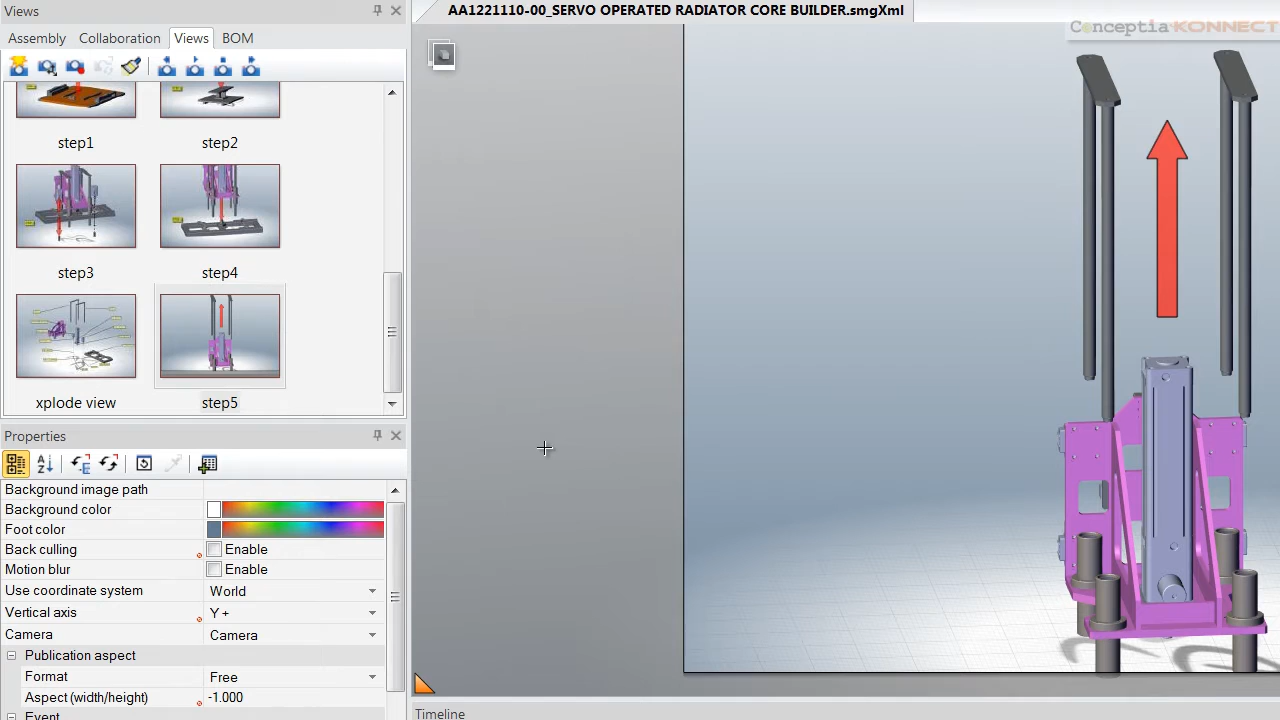 Views
AA1221110-00_SERVO OPERATED RADIATOR CORE BUILDER.smgXml
Conceptia KONNECT
Assembly Collaboration Views BOM
step1 step2
step3 step4
xplode view step5
Properties
Background image path
Background color
Foot color
Back culling Enable
Motion blur Enable
Use coordinate system World
Vertical axis Y +
Camera Camera
Publication aspect
Format Free
Aspect (width/height) -1.000
Event
Timeline